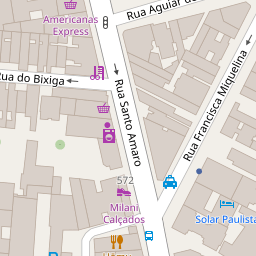 Americanas
Express
Rua Aguiar de
Rua do Bixiga
Rua Santo Amaro
Rua Francisca Miquelina
572
Milani
Calçados
Solar Paulista